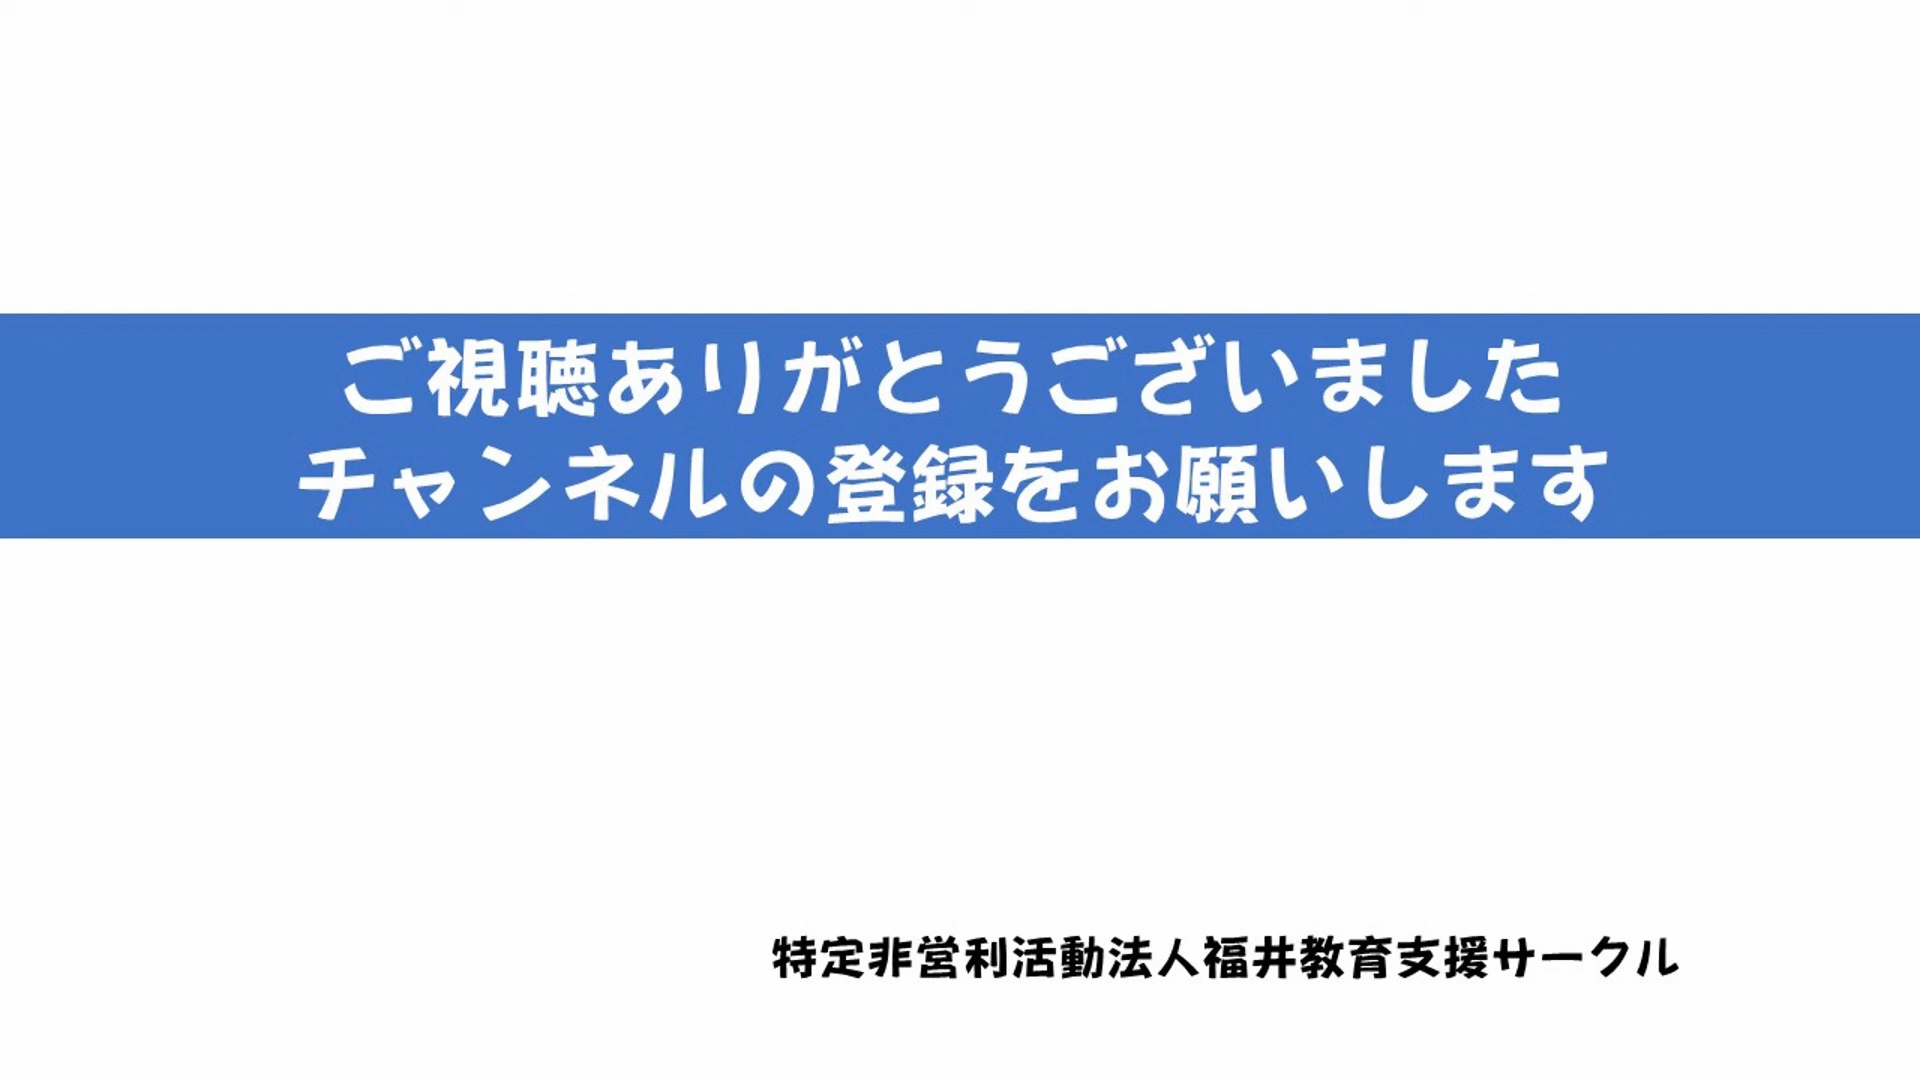 ご視聴ありがとうございました
チャンネルの登録をお願いします
特定非営利活動法人福井教育支援サークル